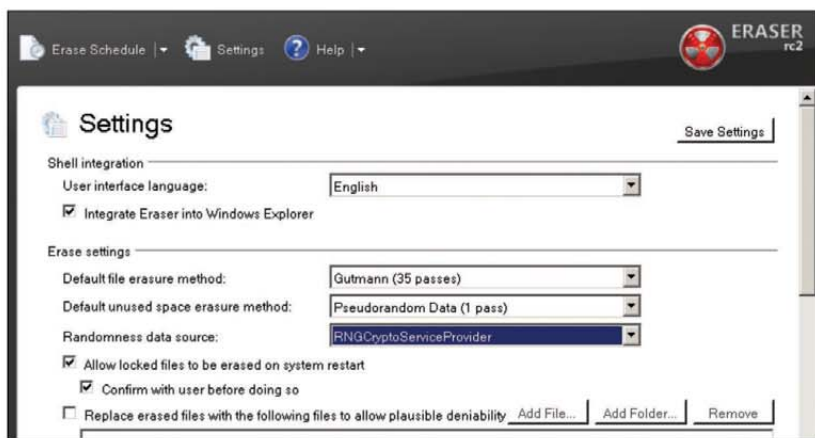 Erase Schedule Settings Help ERASER
rc2
Settings
Save Settings
Shell integration
User interface language: English
Integrate Eraser into Windows Explorer
Erase settings
Default file erasure method: Gutmann (35 passes)
Default unused space erasure method: Pseudorandom Data (1 pass)
Randomness data source: RNGCryptoServiceProvider
Allow locked files to be erased on system restart
Confirm with user before doing so
Replace erased files with the following files to allow plausible deniability Add File... Add Folder... Remove